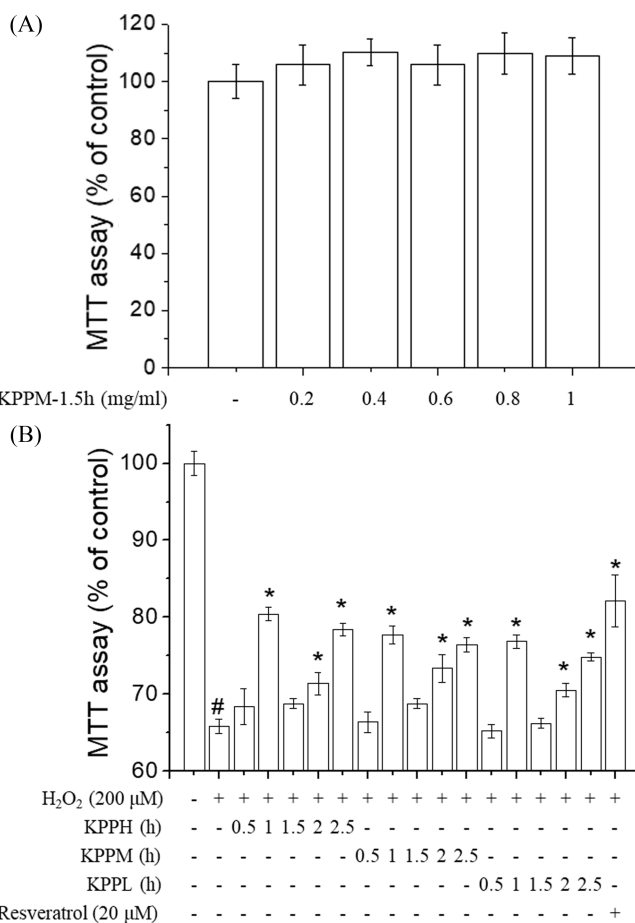 (A)
120
100
80
60
40
20
0
MTT assay (% of control)
KPPM-1.5h (mg/ml) - 0.2 0.4 0.6 0.8 1
(B)
100
90
80
70
60
MTT assay (% of control)
# * * * * * * * * * *
H₂O₂ (200 μM) - + + + + + + + + + + + + + + + + +
KPPH (h) - - 0.5 1 1.5 2 2.5 - - - - - - - - - - -
KPPM (h) - - - - - - - 0.5 1 1.5 2 2.5 - - - - - -
KPPL (h) - - - - - - - - - - - - 0.5 1 1.5 2 2.5 -
Resveratrol (20 μM) - - - - - - - - - - - - - - - - - +